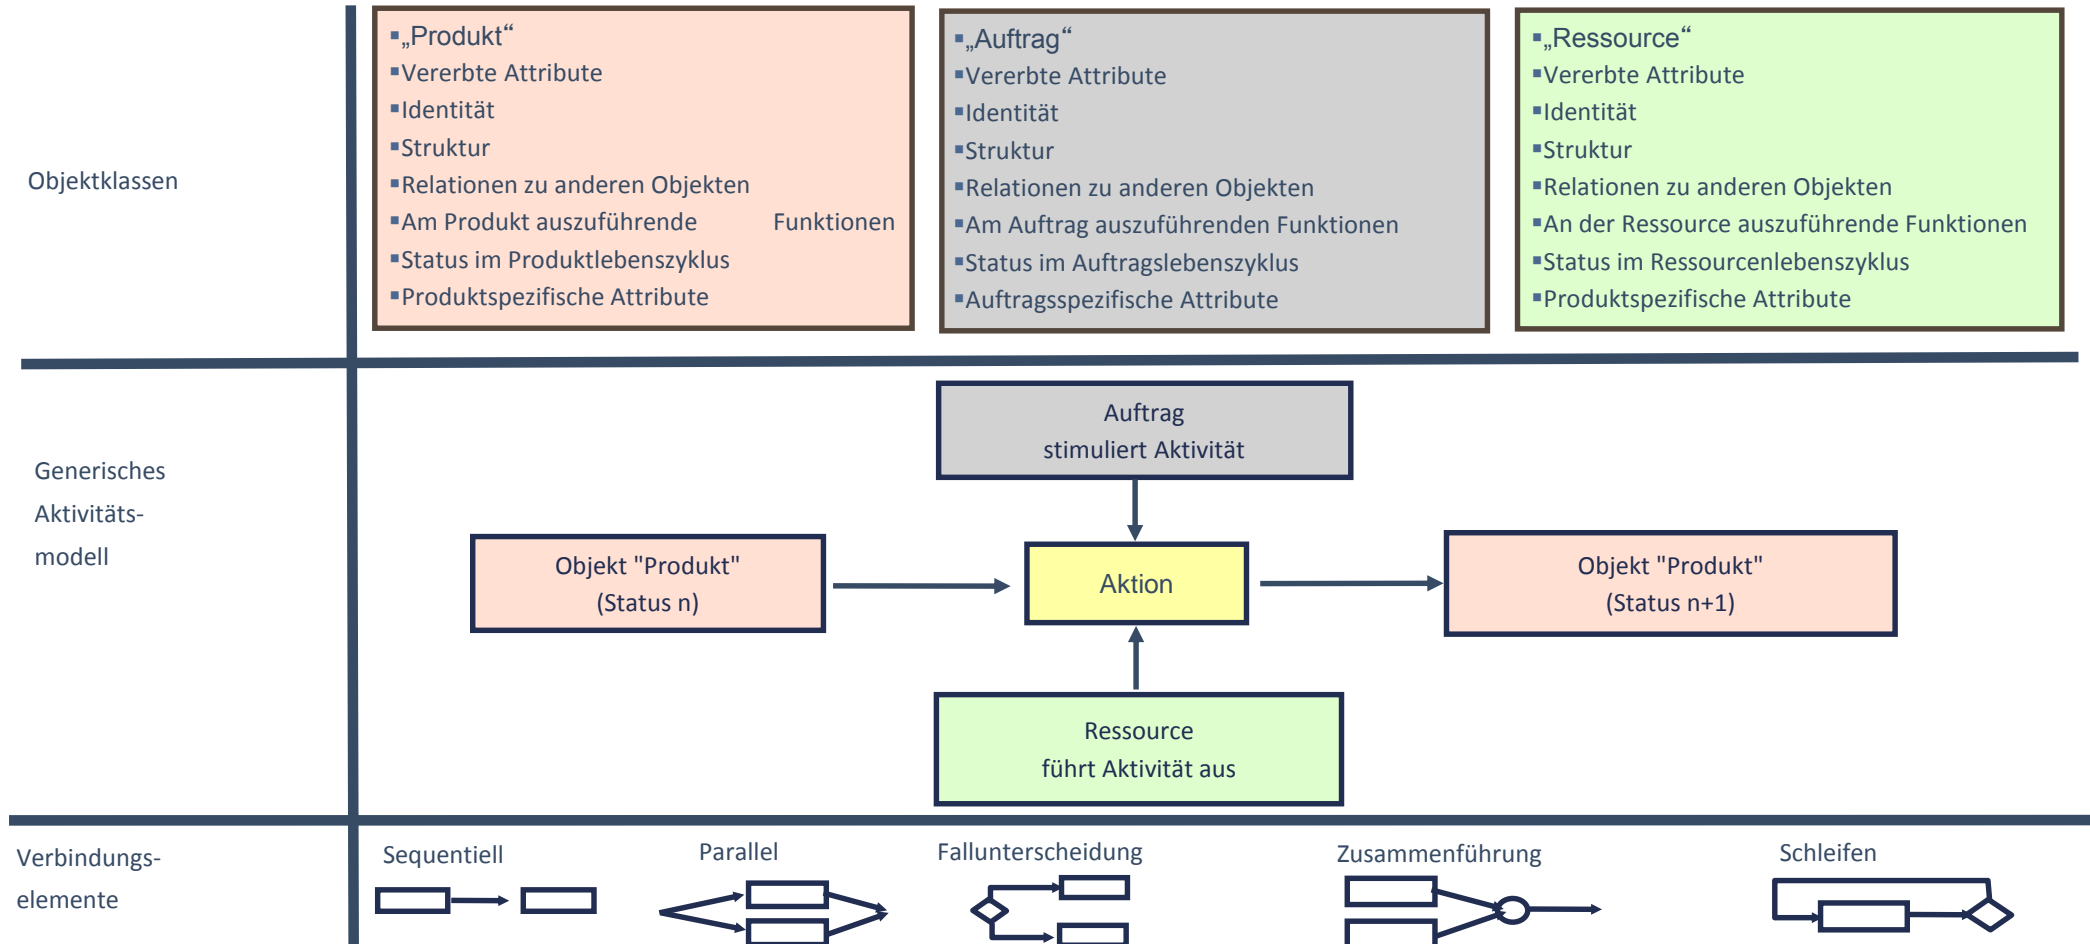 Objektklassen
▪„Produkt“
▪Vererbte Attribute
▪Identität
▪Struktur
▪Relationen zu anderen Objekten
▪Am Produkt auszuführende Funktionen
▪Status im Produktlebenszyklus
▪Produktspezifische Attribute
▪„Auftrag“
▪Vererbte Attribute
▪Identität
▪Struktur
▪Relationen zu anderen Objekten
▪Am Auftrag auszuführenden Funktionen
▪Status im Auftragslebenszyklus
▪Auftragsspezifische Attribute
▪„Ressource“
▪Vererbte Attribute
▪Identität
▪Struktur
▪Relationen zu anderen Objekten
▪An der Ressource auszuführende Funktionen
▪Status im Ressourcenlebenszyklus
▪Produktspezifische Attribute
Generisches
Aktivitäts-
modell
Auftrag
stimuliert Aktivität
Objekt "Produkt"
(Status n)
Aktion
Objekt "Produkt"
(Status n+1)
Ressource
führt Aktivität aus
Verbindungs-
elemente
Sequentiell
Parallel
Fallunterscheidung
Zusammenführung
Schleifen